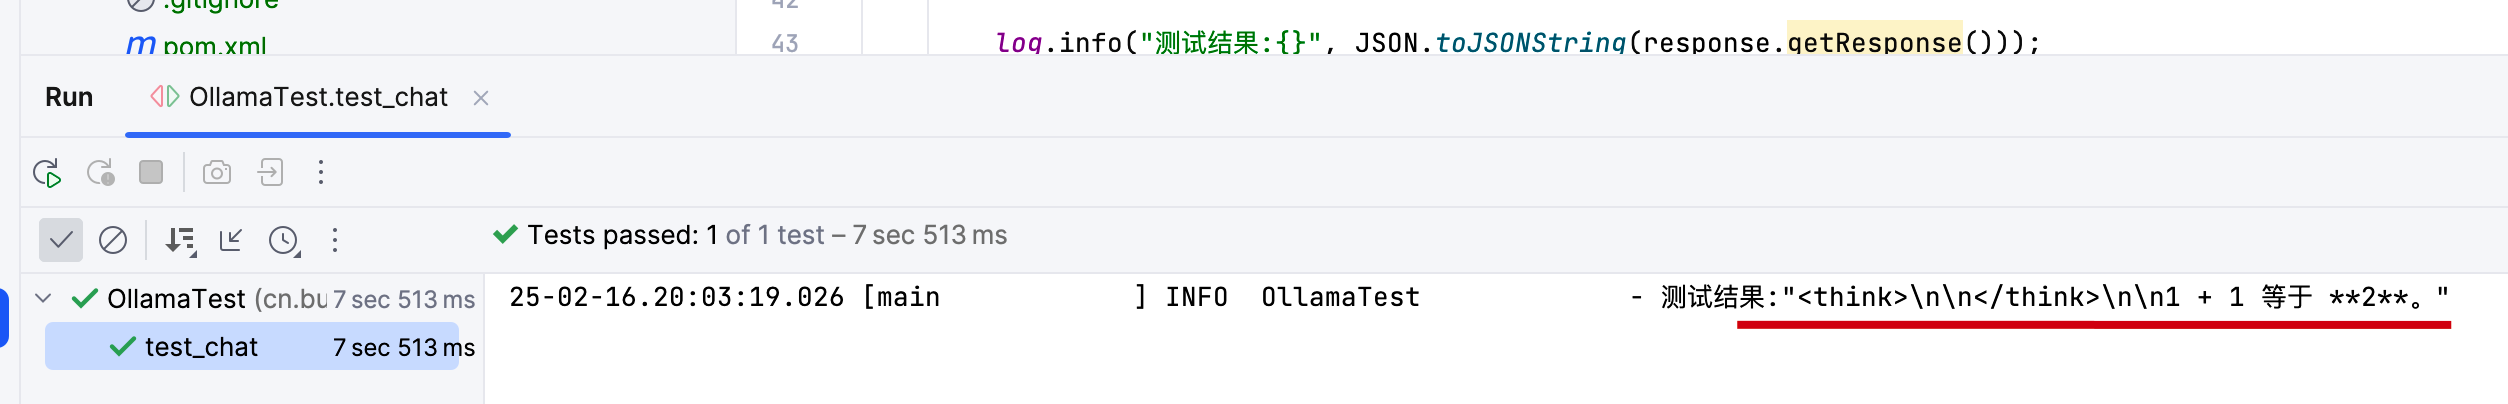 .gitignore
pom.xml
42
43
log.info("测试结果:{}", JSON.toJSONString(response.getResponse()));
Run
OllamaTest.test_chat
Tests passed: 1 of 1 test – 7 sec 513 ms
OllamaTest (cn.bu 7 sec 513 ms
test_chat 7 sec 513 ms
25-02-16.20:03:19.026 [main            ] INFO  OllamaTest             - 测试结果:"<think>\n\n</think>\n\n1 + 1 等于 **2**。"